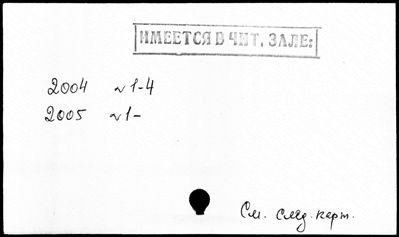 ИМЕЕТСЯ В ЧИТ. ЗАЛЕ:
2004 №1-4
2005 №1-
См. след. карт.